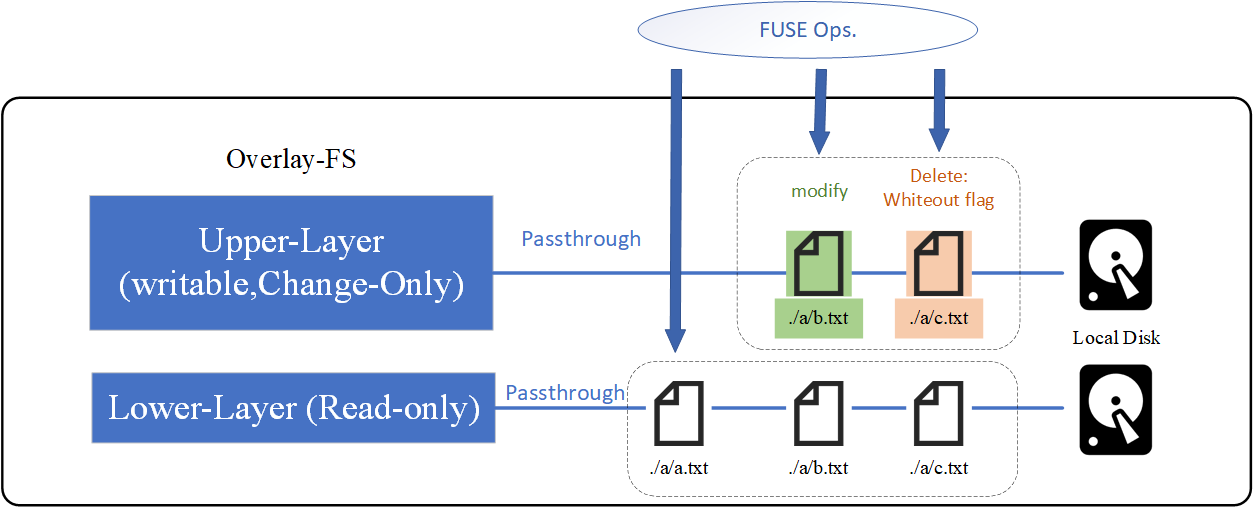 FUSE Ops.
Overlay-FS
Delete:
Whiteout flag
modify
Upper-Layer
(writable,Change-Only)
Passthrough
./a/b.txt
./a/c.txt
Local Disk
Lower-Layer (Read-only)
Passthrough
./a/a.txt
./a/b.txt
./a/c.txt